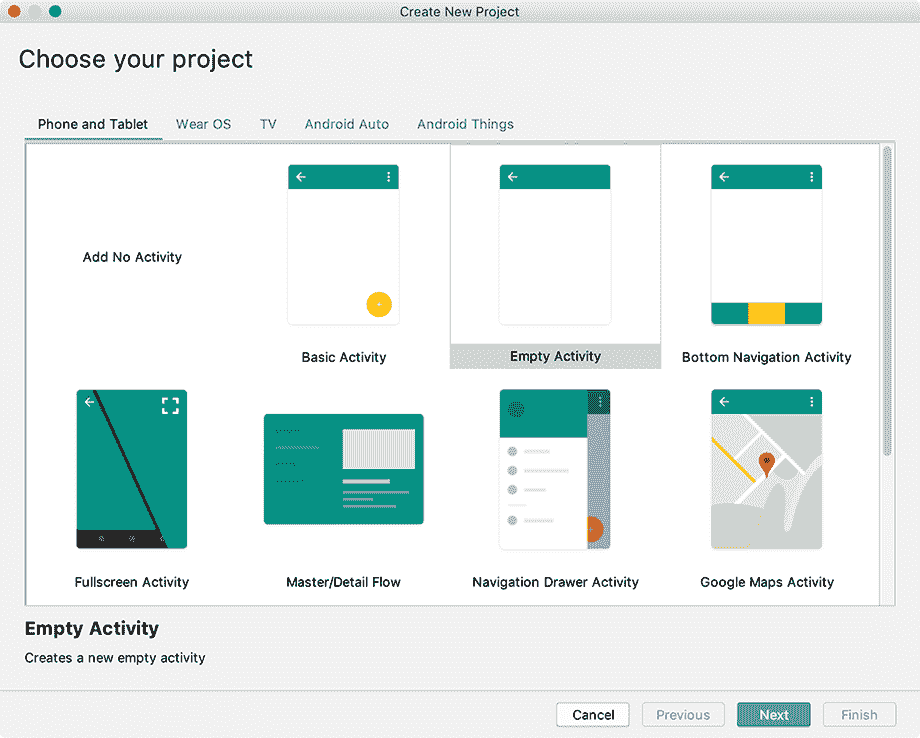 Create New Project
Choose your project
Phone and Tablet
Wear OS
TV
Android Auto
Android Things
Add No Activity
Basic Activity
Empty Activity
Bottom Navigation Activity
Fullscreen Activity
Master/Detail Flow
Navigation Drawer Activity
Google Maps Activity
Empty Activity
Creates a new empty activity
Cancel
Previous
Next
Finish